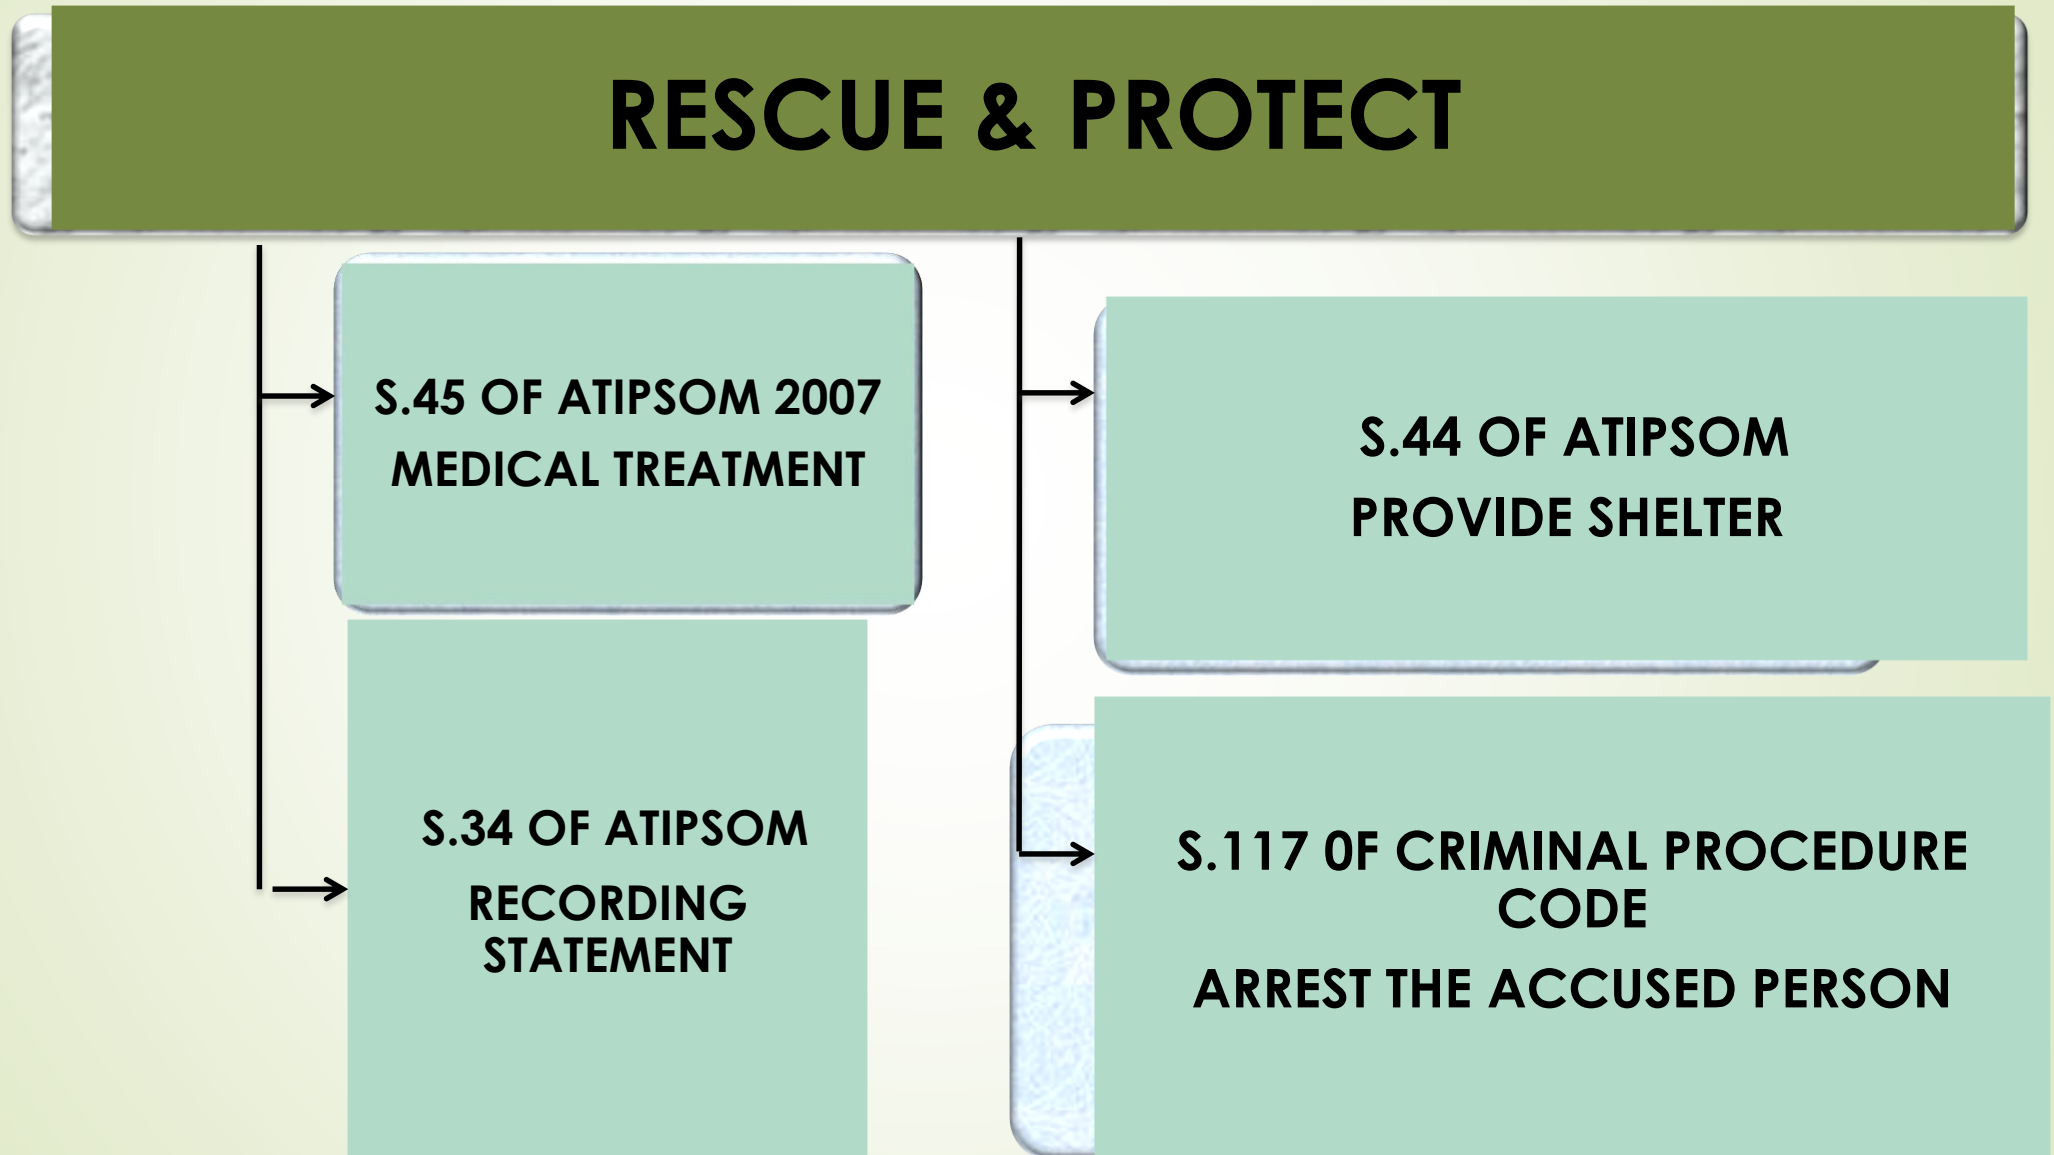 RESCUE & PROTECT
S.45 OF ATIPSOM 2007
MEDICAL TREATMENT
S.34 OF ATIPSOM
RECORDING
STATEMENT
S.44 OF ATIPSOM
PROVIDE SHELTER
S.117 0F CRIMINAL PROCEDURE
CODE
ARREST THE ACCUSED PERSON